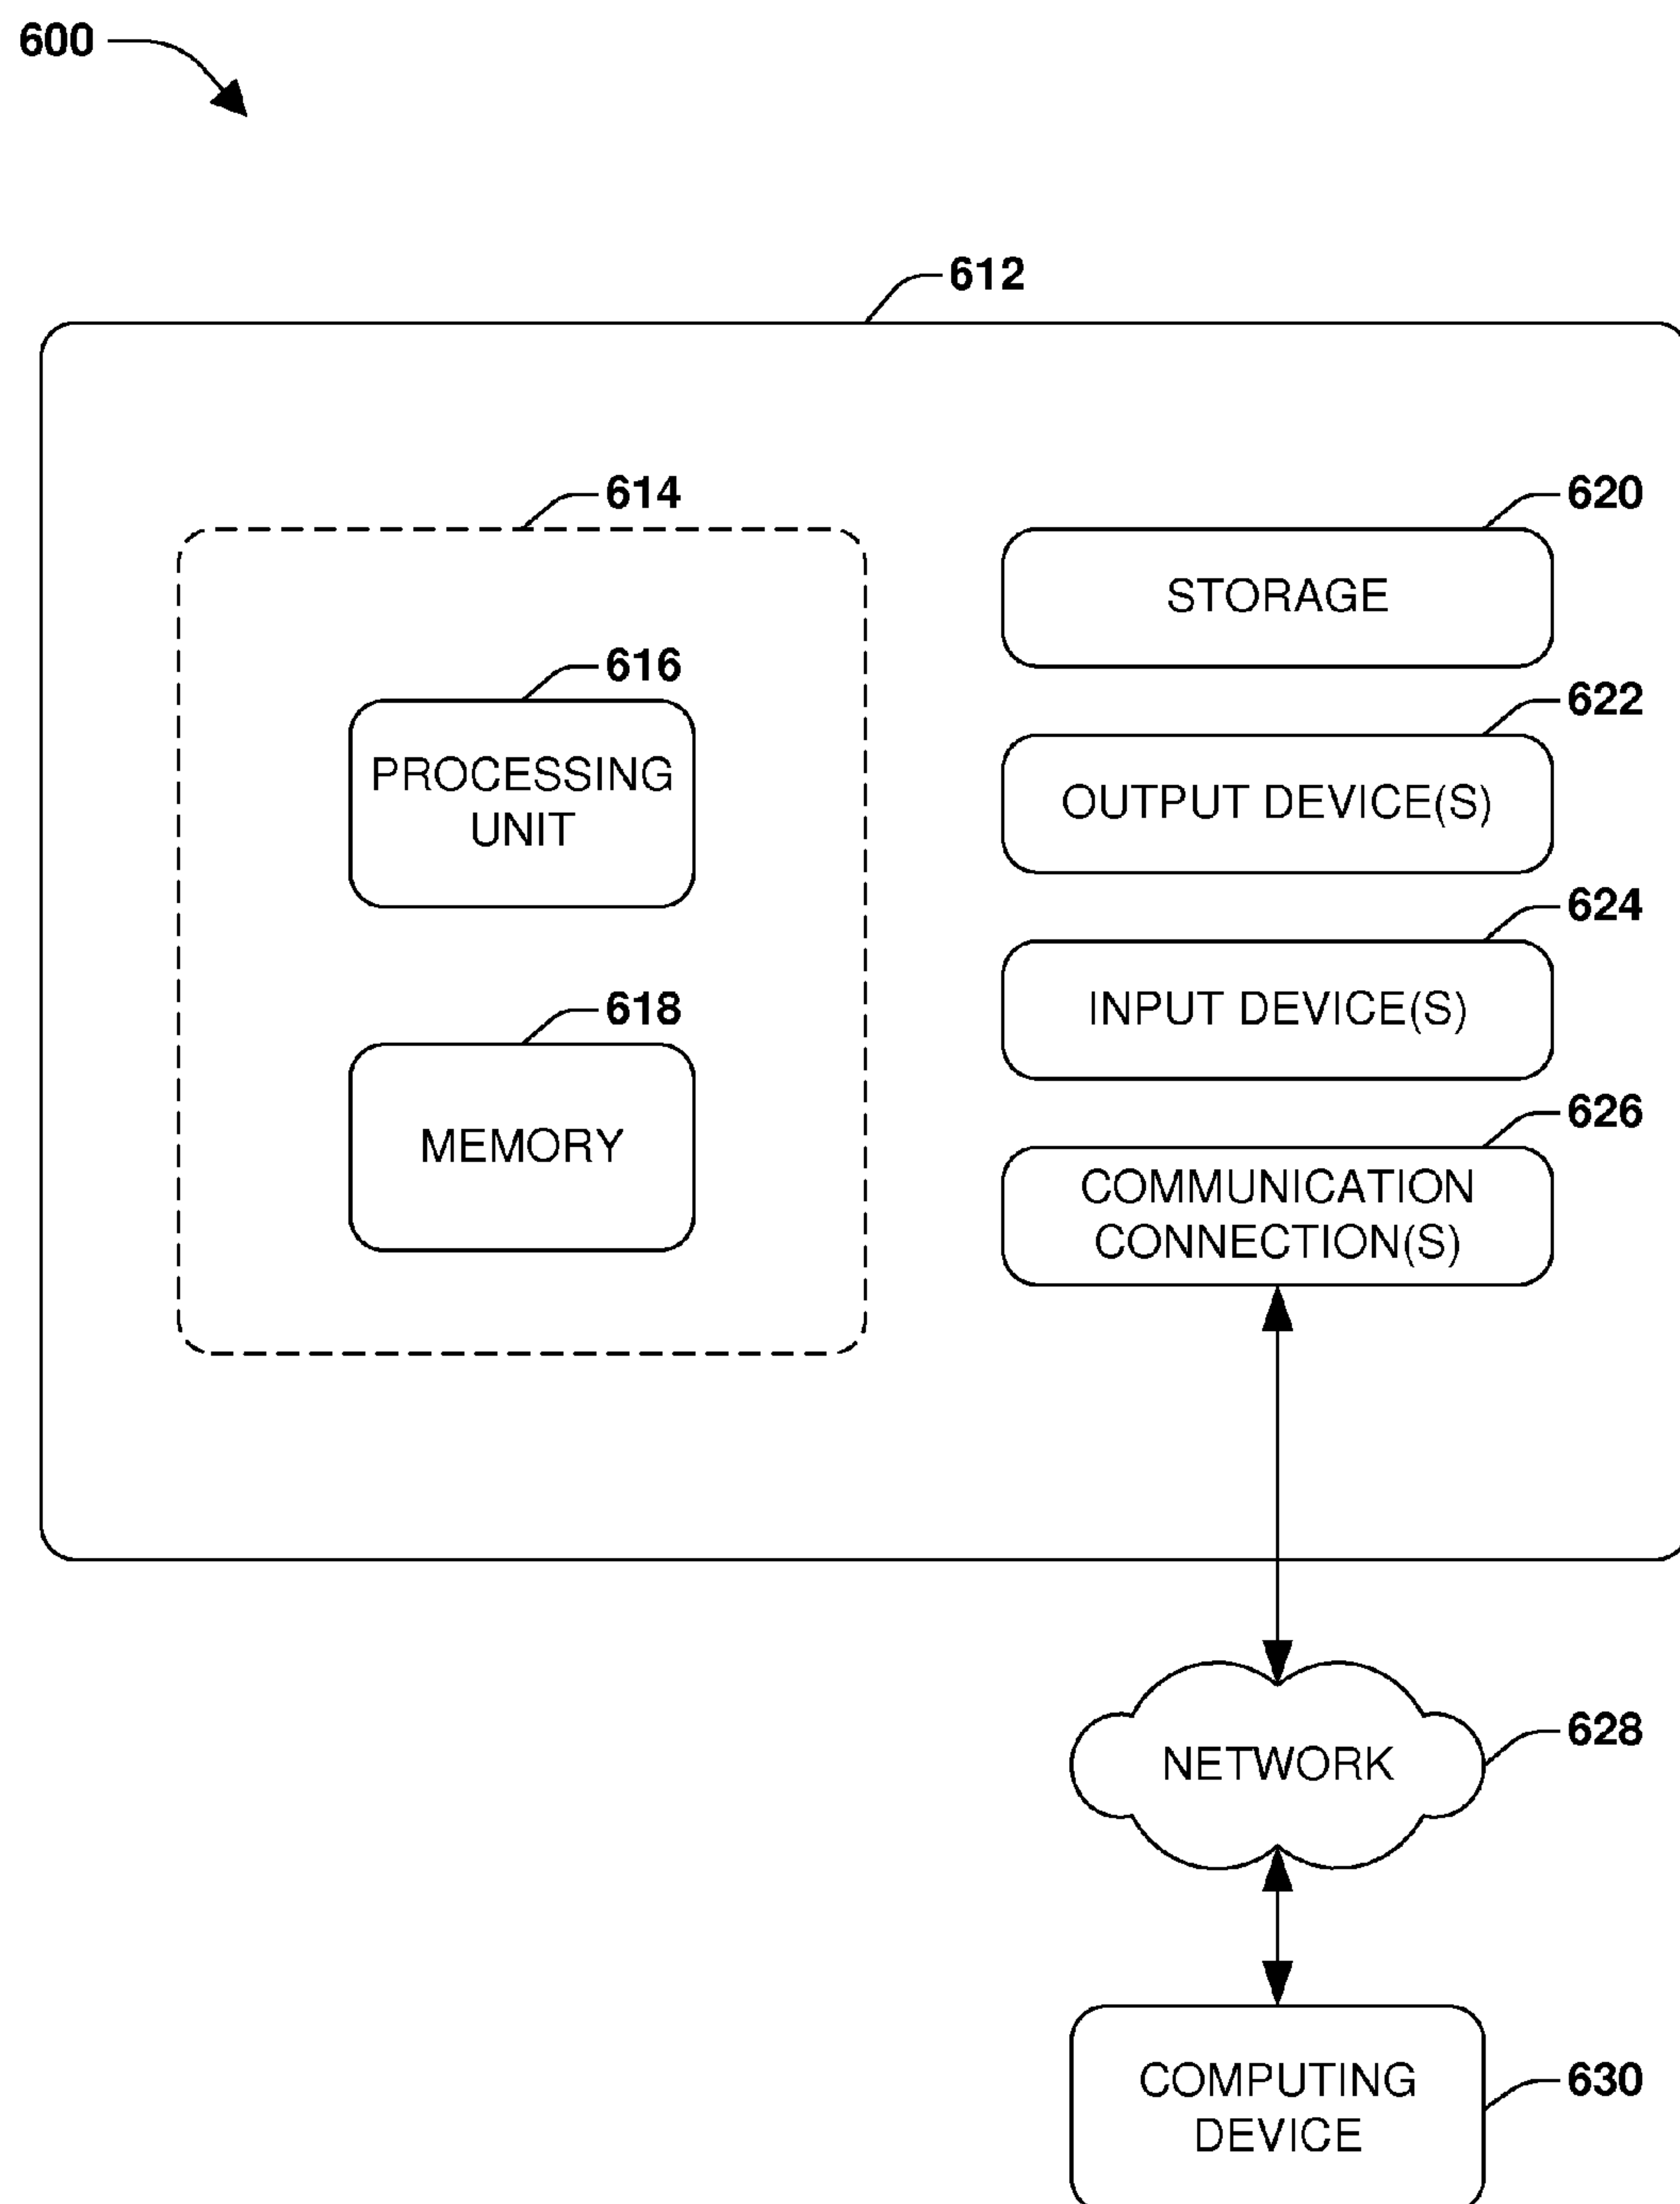 600
612
614
616
PROCESSING
UNIT
618
MEMORY
620
STORAGE
622
OUTPUT DEVICE(S)
624
INPUT DEVICE(S)
626
COMMUNICATION
CONNECTION(S)
628
NETWORK
630
COMPUTING
DEVICE